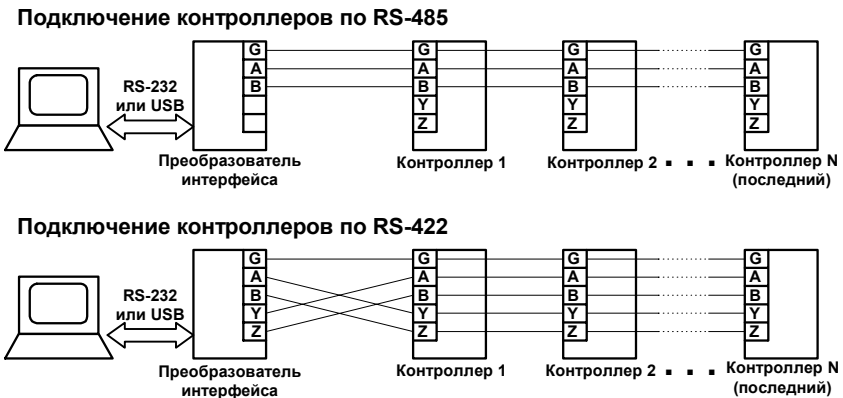 Подключение контроллеров по RS-485
G G G G
A A A A
RS-232 B B B B
или USB Y Y Y
Z Z Z
Преобразователь Контроллер 1 Контроллер 2 ▪ ▪ ▪ Контроллер N
интерфейса (последний)
Подключение контроллеров по RS-422
G G G G
A A A A
RS-232 B B B B
или USB Y Y Y Y
Z Z Z Z
Преобразователь Контроллер 1 Контроллер 2 ▪ ▪ ▪ Контроллер N
интерфейса (последний)